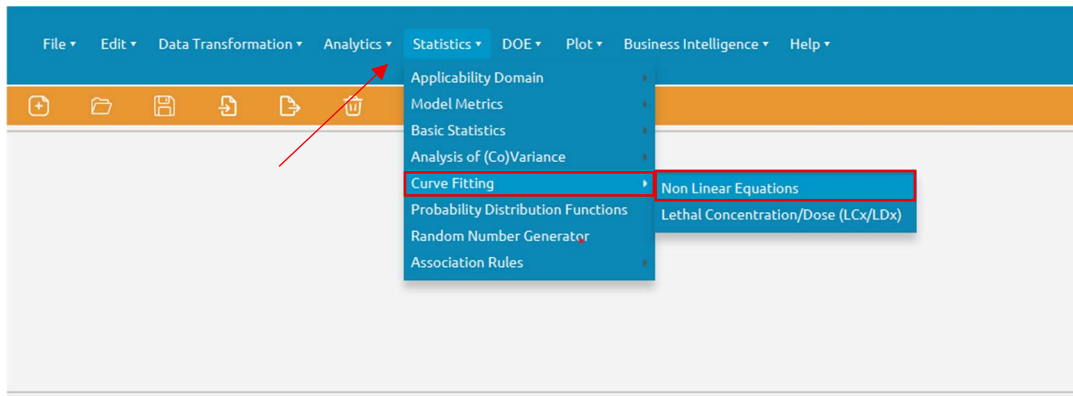 File Edit Data Transformation Analytics Statistics DOE Plot Business Intelligence Help
Applicability Domain
Model Metrics
Basic Statistics
Analysis of (Co)Variance
Curve Fitting
Non Linear Equations
Probability Distribution Functions
Lethal Concentration/Dose (LCx/LDx)
Random Number Generator
Association Rules